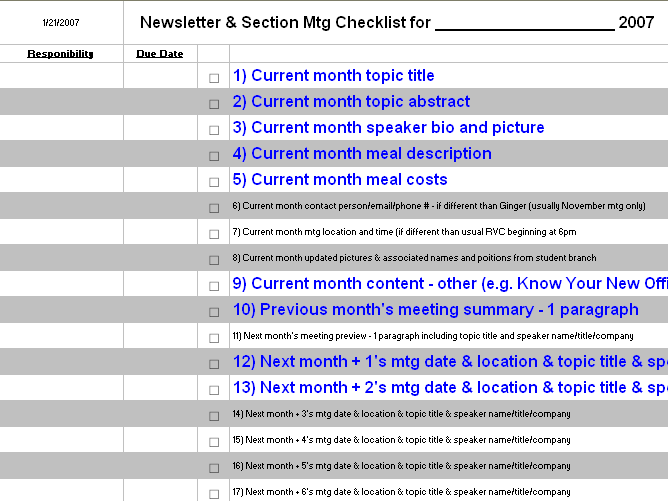 1/21/2007
Newsletter & Section Mtg Checklist for ____________________ 2007
Responibility Due Date
1) Current month topic title
2) Current month topic abstract
3) Current month speaker bio and picture
4) Current month meal description
5) Current month meal costs
6) Current month contact person/email/phone # - if different than Ginger (usually November mtg only)
7) Current month mtg location and time (if different than usual RVC beginning at 6pm
8) Current month updated pictures & associated names and poitions from student branch
9) Current month content - other (e.g. Know Your New Offi
10) Previous month's meeting summary - 1 paragraph
11) Next month's meeting preview - 1 paragraph including topic title and speaker name/title/company
12) Next month + 1's mtg date & location & topic title & spe
13) Next month + 2's mtg date & location & topic title & spe
14) Next month + 3's mtg date & location & topic title & speaker name/title/company
15) Next month + 4's mtg date & location & topic title & speaker name/title/company
16) Next month + 5's mtg date & location & topic title & speaker name/title/company
17) Next month + 6's mtg date & location & topic title & speaker name/title/company